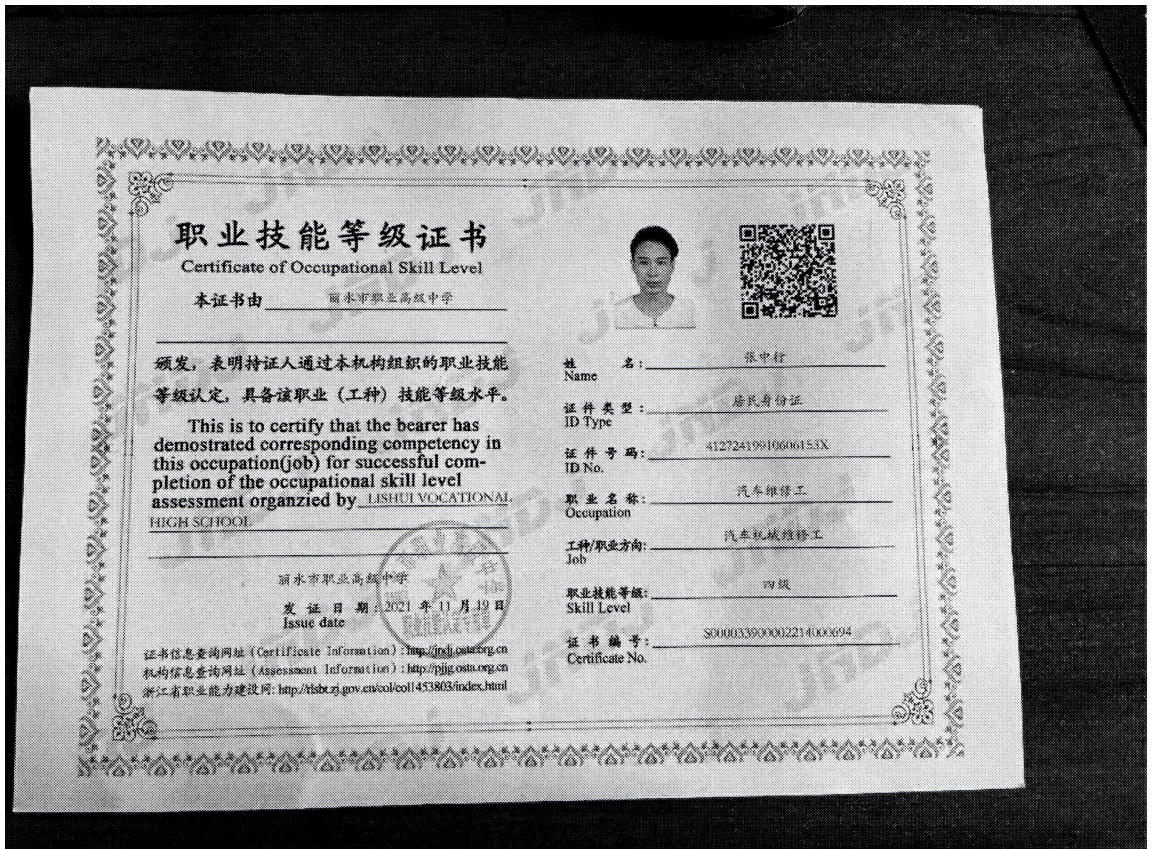 职业技能等级证书
Certificate of Occupational Skill Level
本证书由 丽水市职业高级中学
颁发，表明持证人通过本机构组织的职业技能
等级认定，具备该职业（工种）技能等级水平。
This is to certify that the bearer has
demostrated corresponding competency in
this occupation(job) for successful com-
pletion of the occupational skill level
assessment organzied by LISHUI VOCATIONAL
HIGH SCHOOL
丽水市职业高级中学
发证日期：2021 年 11 月 19 日
Issue date
证书信息查询网址（Certificate Information）：http://jndj.osta.org.cn
机构信息查询网址（Assessment Information）：http://pjjg.osta.org.cn
浙江省职业能力建设网：http://rlsbt.zj.gov.cn/col/col1453803/index.html
姓名：张中行
Name
证件类型：居民身份证
ID Type
证件号码：41272419910606153X
ID No.
职业名称：汽车维修工
Occupation
工种/职业方向：汽车机械维修工
Job
职业技能等级：四级
Skill Level
证书编号：S000033900002214000694
Certificate No.